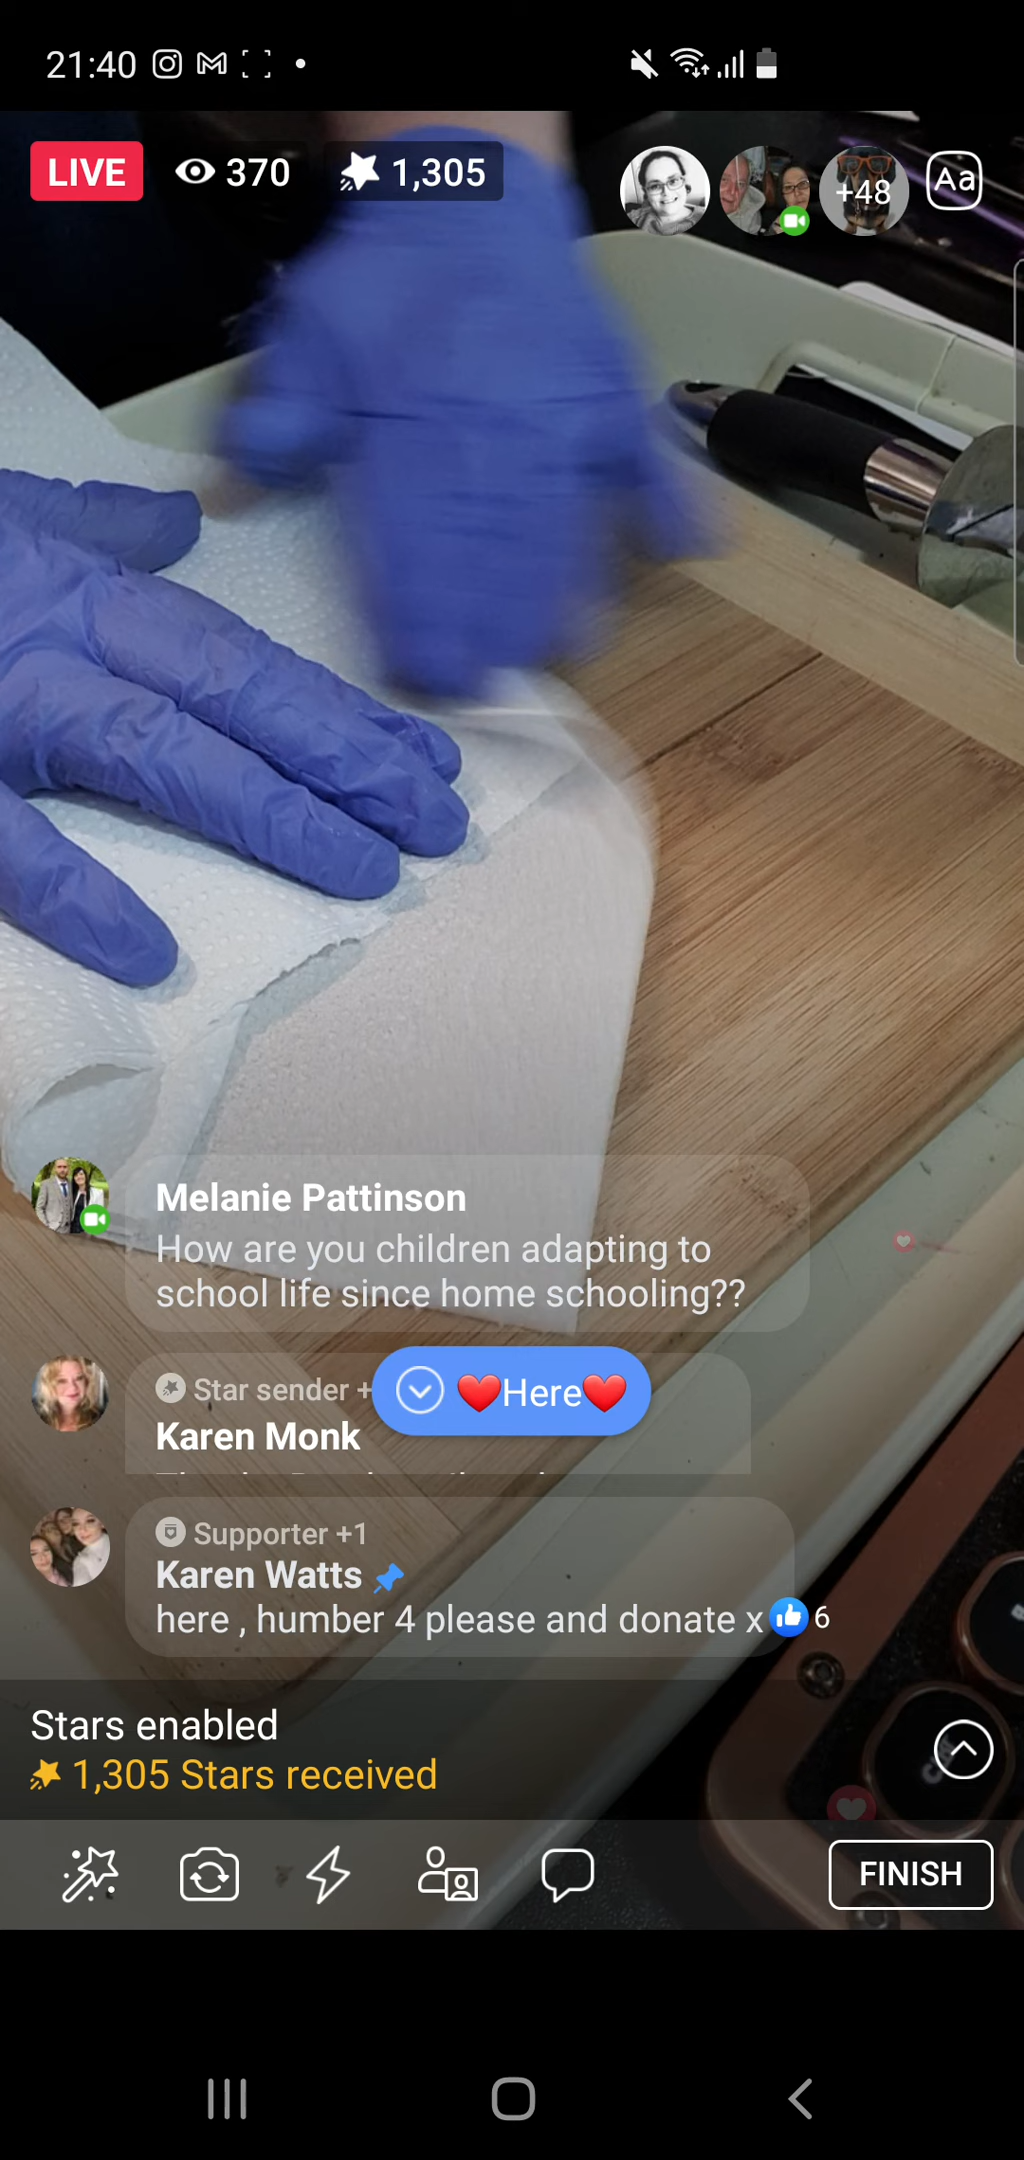 21:40
LIVE 370 1,305
+48 Aa
Melanie Pattinson
How are you children adapting to
school life since home schooling??
Star sender +
❤️Here❤️
Karen Monk
Supporter +1
Karen Watts
here , humber 4 please and donate x 6
Stars enabled
1,305 Stars received
FINISH